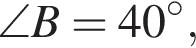 ∠B = 40°,